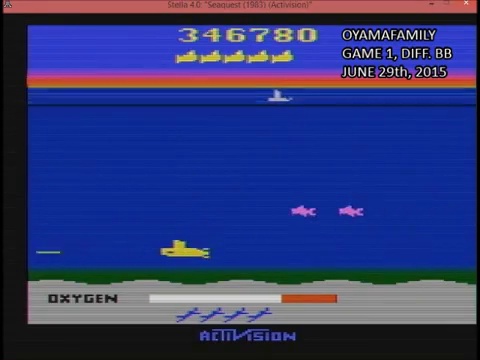 Stella 4.0: "Seaquest (1983) (Activision)"
346780
OYAMAFAMILY
GAME 1, DIFF. BB
JUNE 29th, 2015
OXYGEN
ACTIVISION